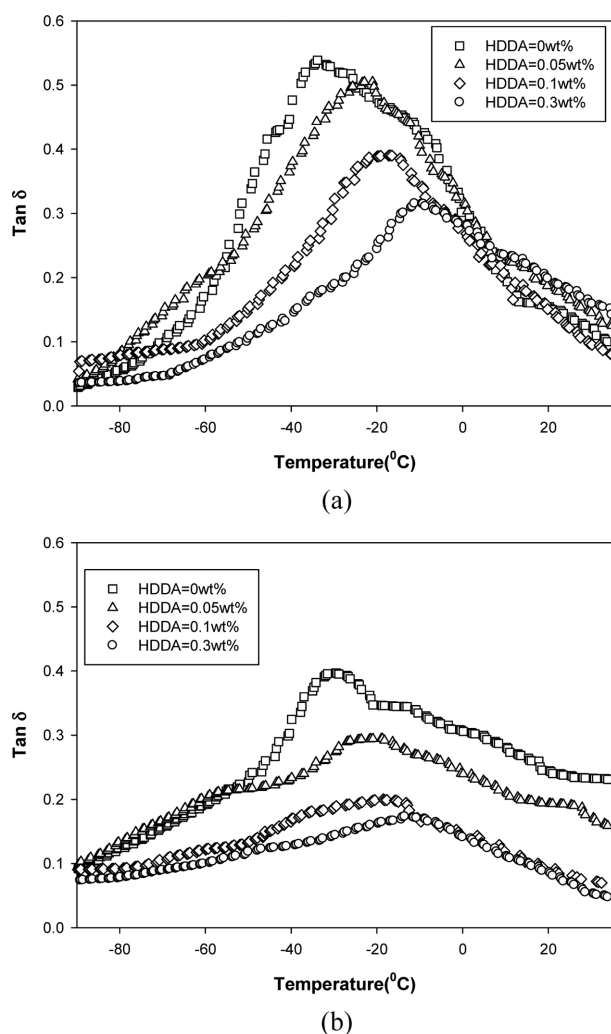 0.6
HDDA=0wt%
HDDA=0.05wt%
HDDA=0.1wt%
HDDA=0.3wt%
0.5
0.4
Tan δ
0.3
0.2
0.1
0.0
-80 -60 -40 -20 0 20
Temperature(⁰C)
(a)
0.6
HDDA=0wt%
HDDA=0.05wt%
HDDA=0.1wt%
HDDA=0.3wt%
0.5
0.4
Tan δ
0.3
0.2
0.1
0.0
-80 -60 -40 -20 0 20
Temperature(⁰C)
(b)